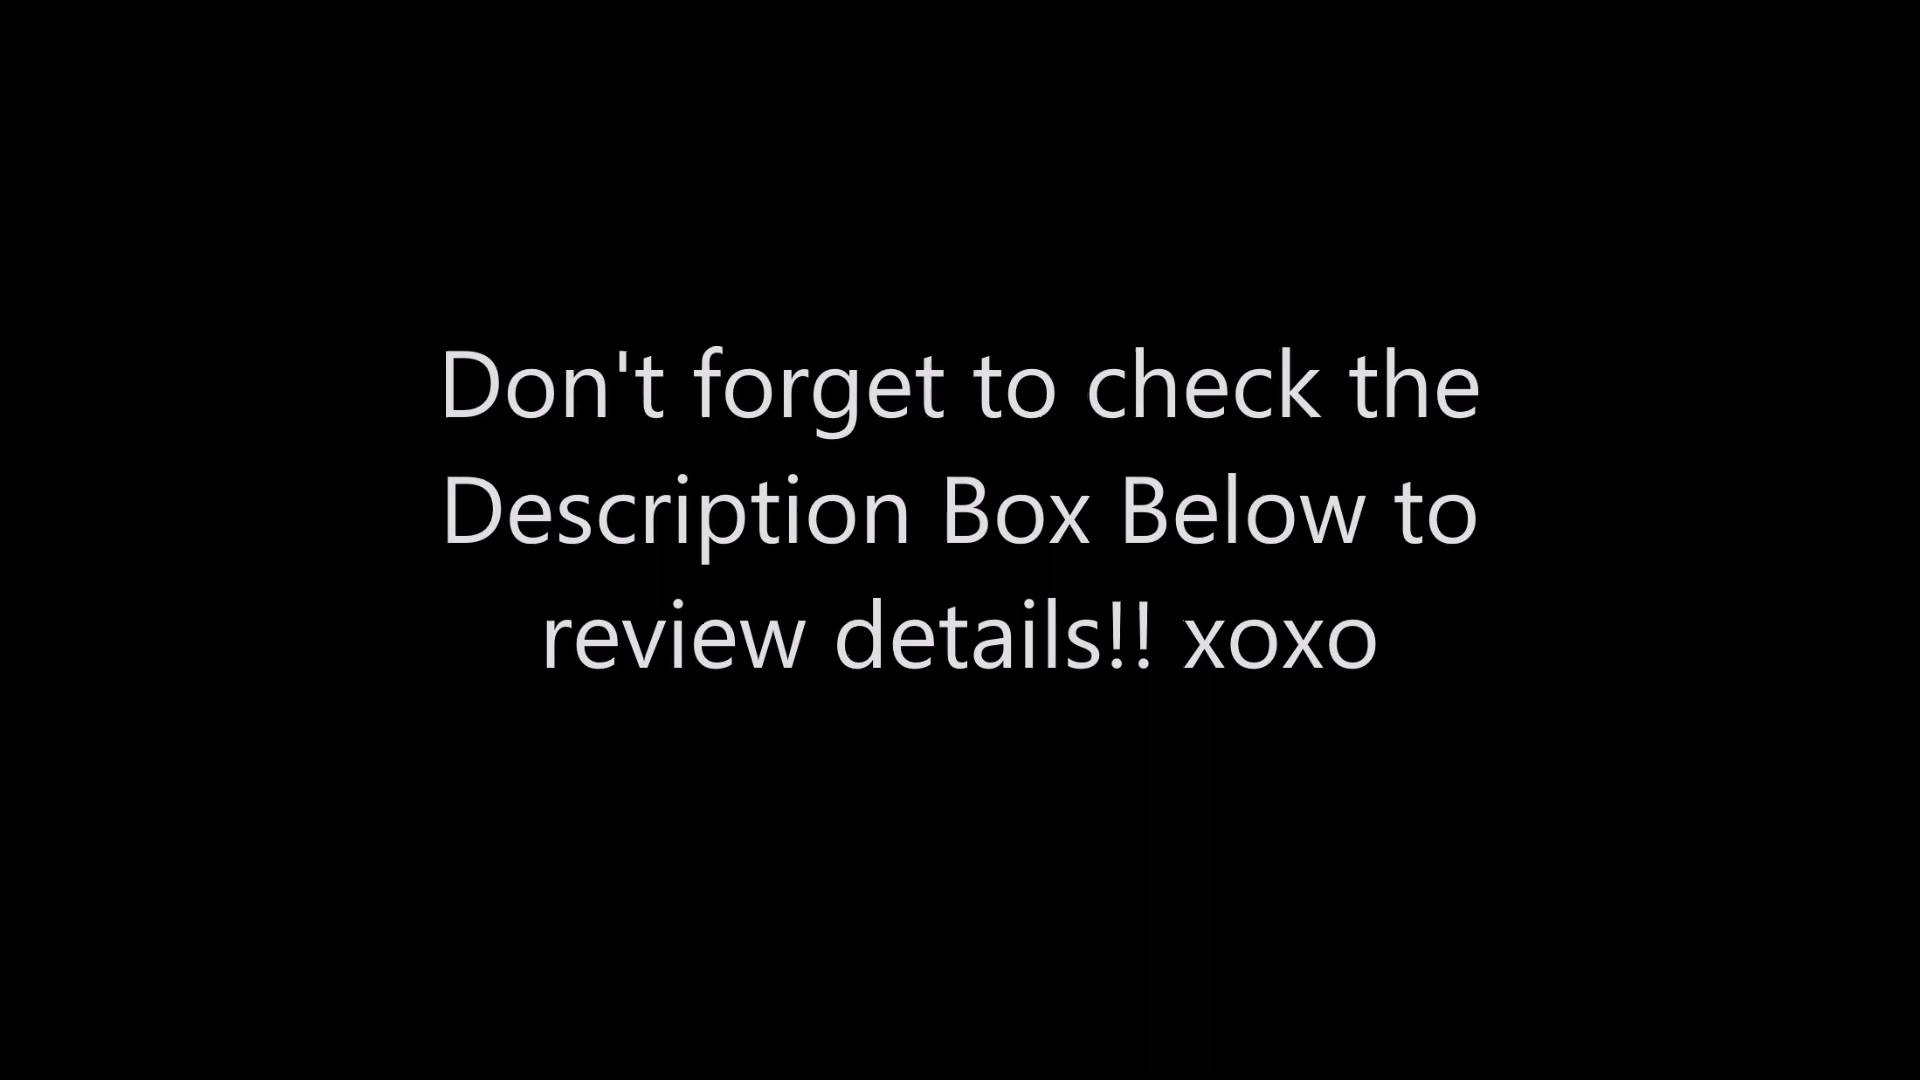 Don't forget to check the
Description Box Below to
review details!! xoxo